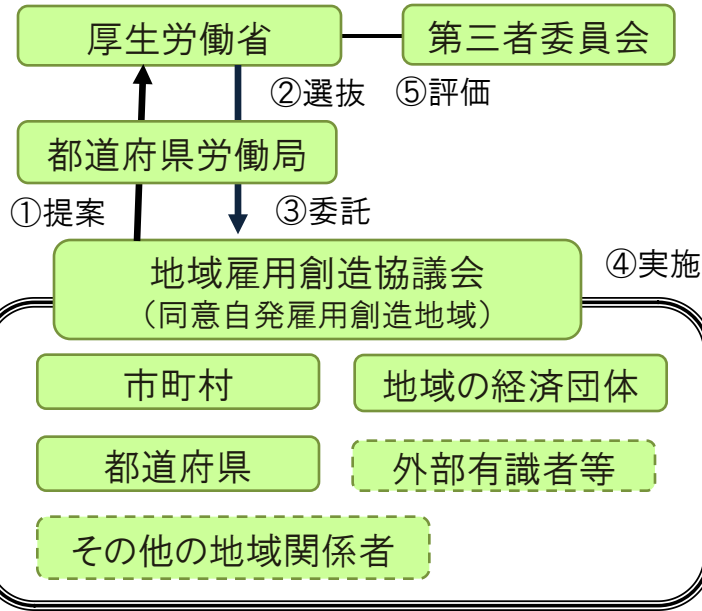 厚生労働省
第三者委員会
②選抜
⑤評価
都道府県労働局
①提案
③委託
地域雇用創造協議会
(同意自発雇用創造地域)
④実施
市町村
地域の経済団体
都道府県
外部有識者等
その他の地域関係者